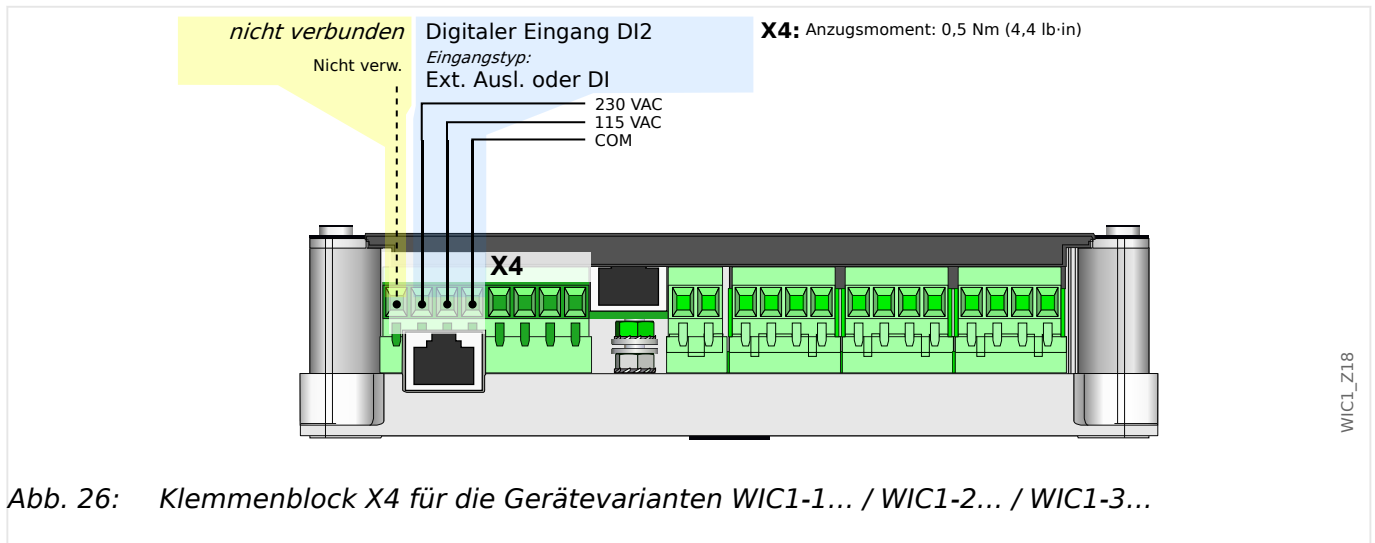 nicht verbunden
Nicht verw.
Digitaler Eingang DI2
Eingangstyp:
Ext. Ausl. oder DI
230 VAC
115 VAC
COM
X4: Anzugsmoment: 0,5 Nm (4,4 lb·in)
X4
WIC1_Z18
Abb. 26: Klemmenblock X4 für die Gerätevarianten WIC1-1… / WIC1-2… / WIC1-3…